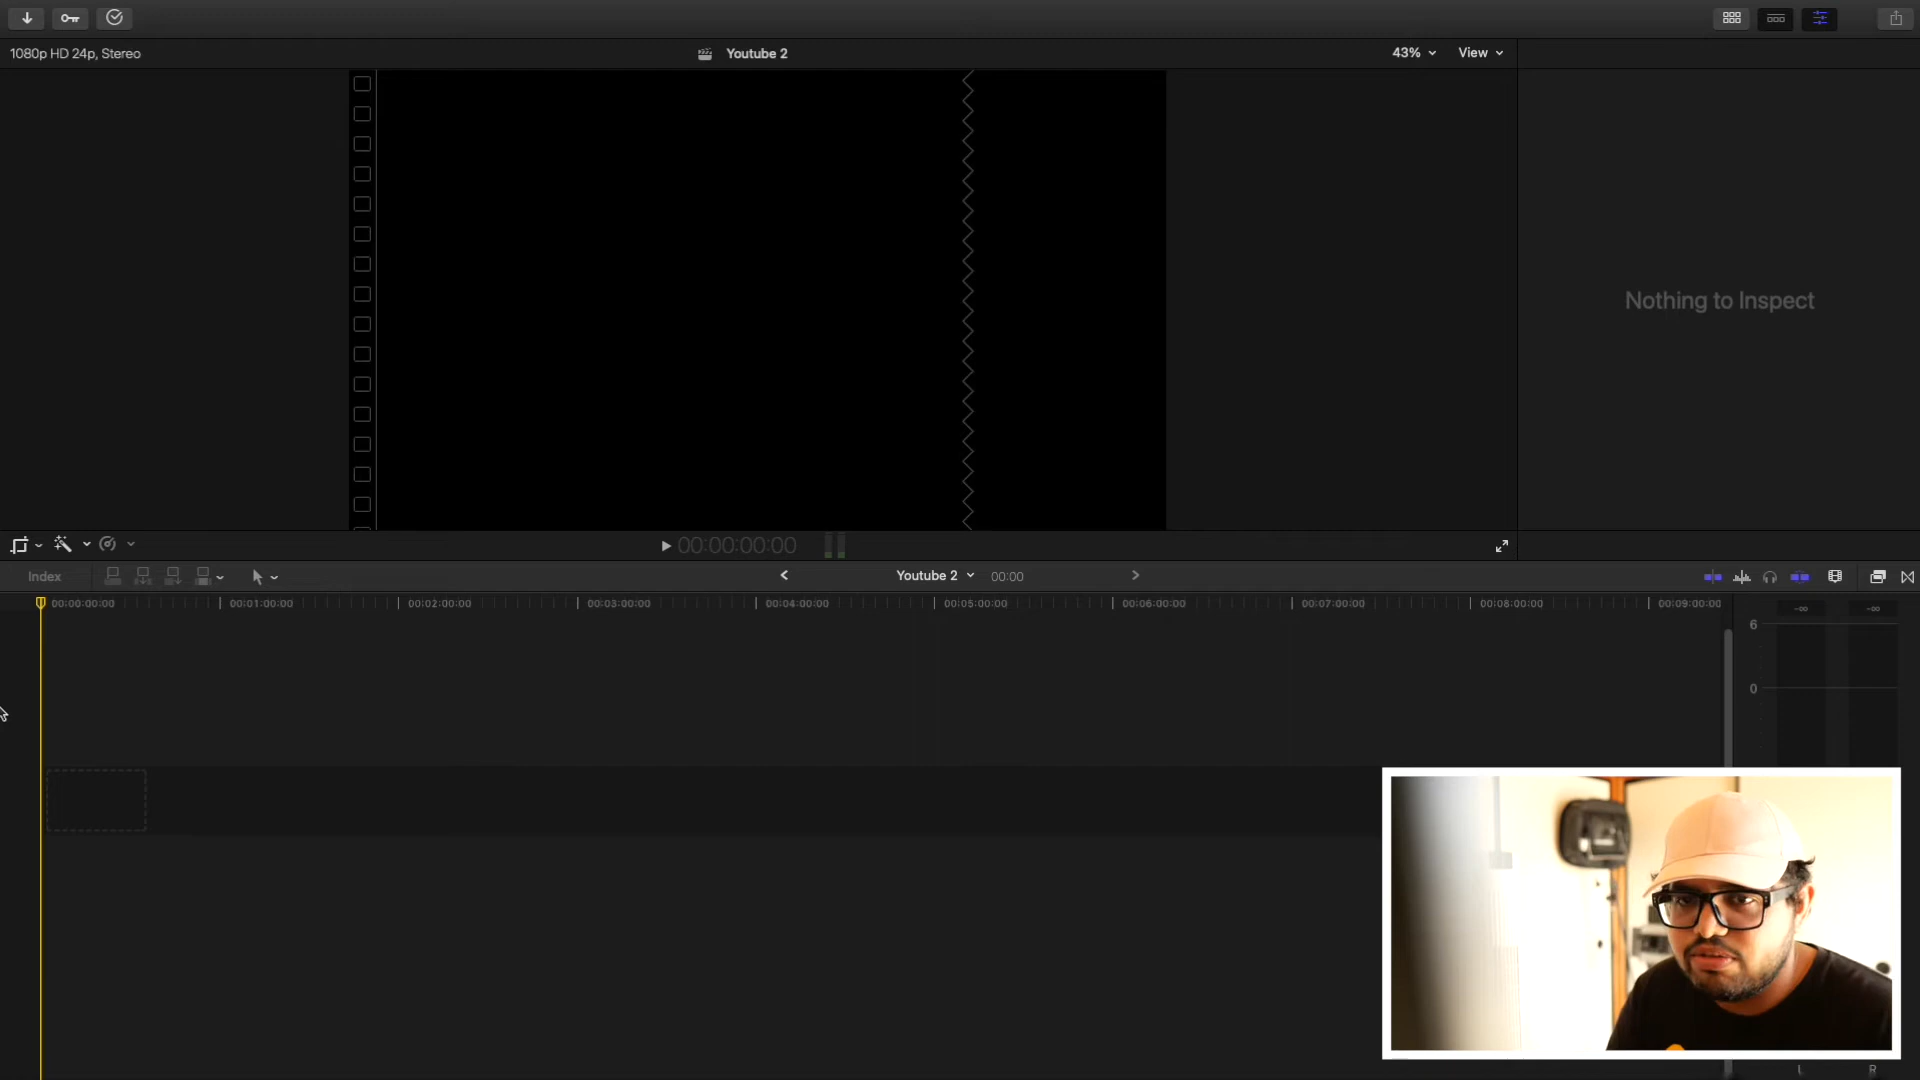 1080p HD 24p, Stereo
Youtube 2
43%
View
Nothing to Inspect
00:00:00:00
Index
Youtube 2
00:00
00:00:00:00
00:01:00:00
00:02:00:00
00:03:00:00
00:04:00:00
00:05:00:00
00:06:00:00
00:07:00:00
00:08:00:00
00:09:00:00
-∞
-∞
6
0
L
R